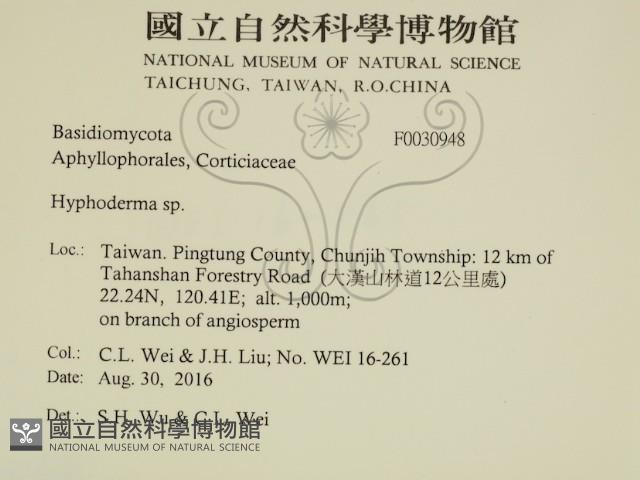 國立自然科學博物館
NATIONAL MUSEUM OF NATURAL SCIENCE
TAICHUNG, TAIWAN, R.O.CHINA
Basidiomycota F0030948
Aphyllophorales, Corticiaceae
Hyphoderma sp.
Loc.: Taiwan. Pingtung County, Chunjih Township: 12 km of
Tahanshan Forestry Road (大漢山林道12公里處)
22.24N, 120.41E; alt. 1,000m;
on branch of angiosperm
Col.: C.L. Wei & J.H. Liu; No. WEI 16-261
Date: Aug. 30, 2016
Det.: S.H. Wu & C.L. Wei
國立自然科學博物館
NATIONAL MUSEUM OF NATURAL SCIENCE